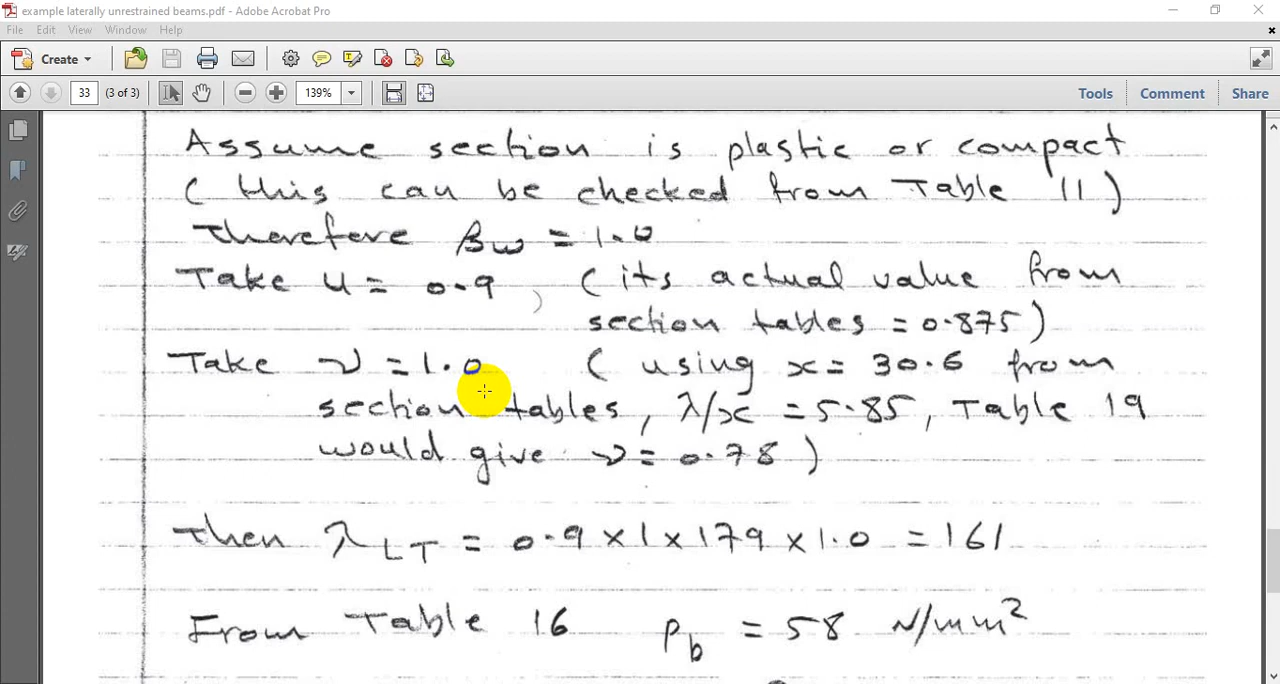 example laterally unrestrained beams.pdf - Adobe Acrobat Pro
File Edit View Window Help
Create
33 (3 of 3) 139% Tools Comment Share
Assume section is plastic or compact
( this can be checked from Table 11 )
Therefore βw = 1.0
Take u = 0.9 , ( its actual value from
section tables = 0.875 )
Take ν = 1.0 ( using x = 30.6 from
section tables, λ/x = 5.85, Table 19
would give ν = 0.78 )
Then λLT = 0.9 × 1 × 179 × 1.0 = 161
From Table 16 pb = 58 N/mm²